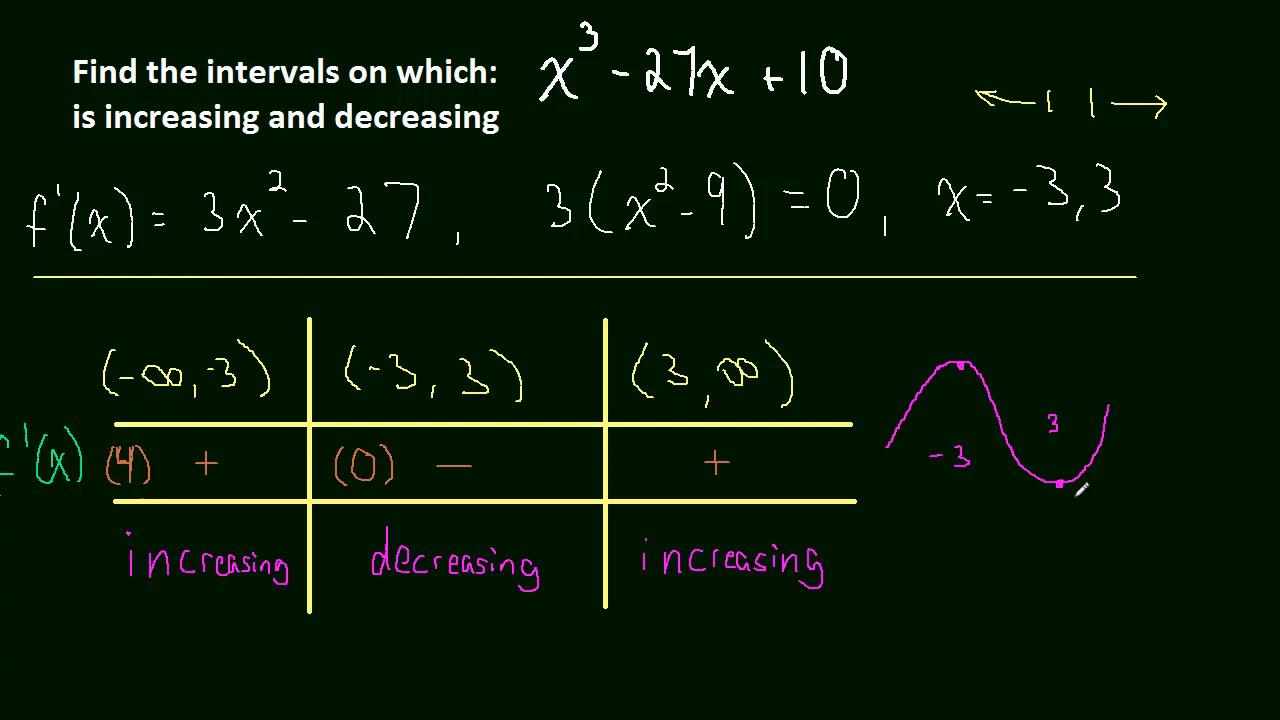 Find the intervals on which: x³ - 27x + 10
is increasing and decreasing
f'(x) = 3x² - 27, 3(x² - 9) = 0, x = -3, 3
(-∞, -3) (-3, 3) (3, ∞)
f'(x) (4) + (0) − +
increasing decreasing increasing
3
-3